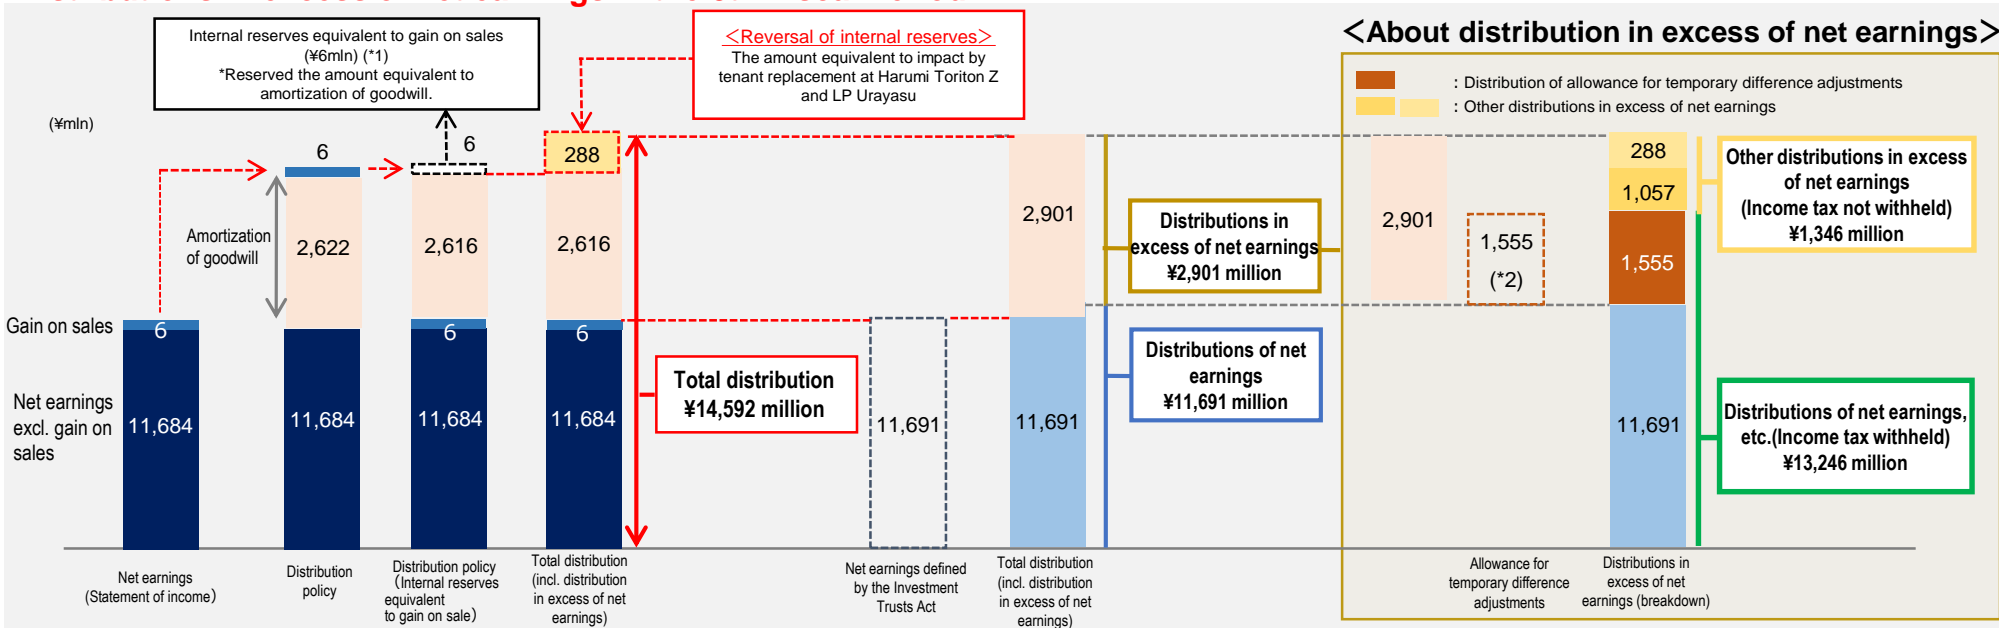 <About distribution in excess of net earnings>
Internal reserves equivalent to gain on sales
(¥6mln) (*1)
*Reserved the amount equivalent to
amortization of goodwill.
<Reversal of internal reserves>
The amount equivalent to impact by
tenant replacement at Harumi Toriton Z
and LP Urayasu
: Distribution of allowance for temporary difference adjustments
: Other distributions in excess of net earnings
(¥mln)
6
6
288
Amortization
of goodwill
2,622
2,616
2,616
Gain on sales
6
6
6
Net earnings
excl. gain on
sales
11,684
11,684
11,684
11,684
Total distribution
¥14,592 million
11,691
2,901
11,691
Distributions in
excess of net earnings
¥2,901 million
Distributions of net
earnings
¥11,691 million
2,901
1,555
(*2)
288
1,057
1,555
11,691
Other distributions in excess
of net earnings
(Income tax not withheld)
¥1,346 million
Distributions of net earnings,
etc.(Income tax withheld)
¥13,246 million
Net earnings
(Statement of income)
Distribution
policy
Distribution policy
(Internal reserves
equivalent
to gain on sale)
Total distribution
(incl. distribution
in excess of net
earnings)
Net earnings defined
by the Investment
Trusts Act
Total distribution
(incl. distribution
in excess of net
earnings)
Allowance for
temporary difference
adjustments
Distributions in
excess of net
earnings (breakdown)